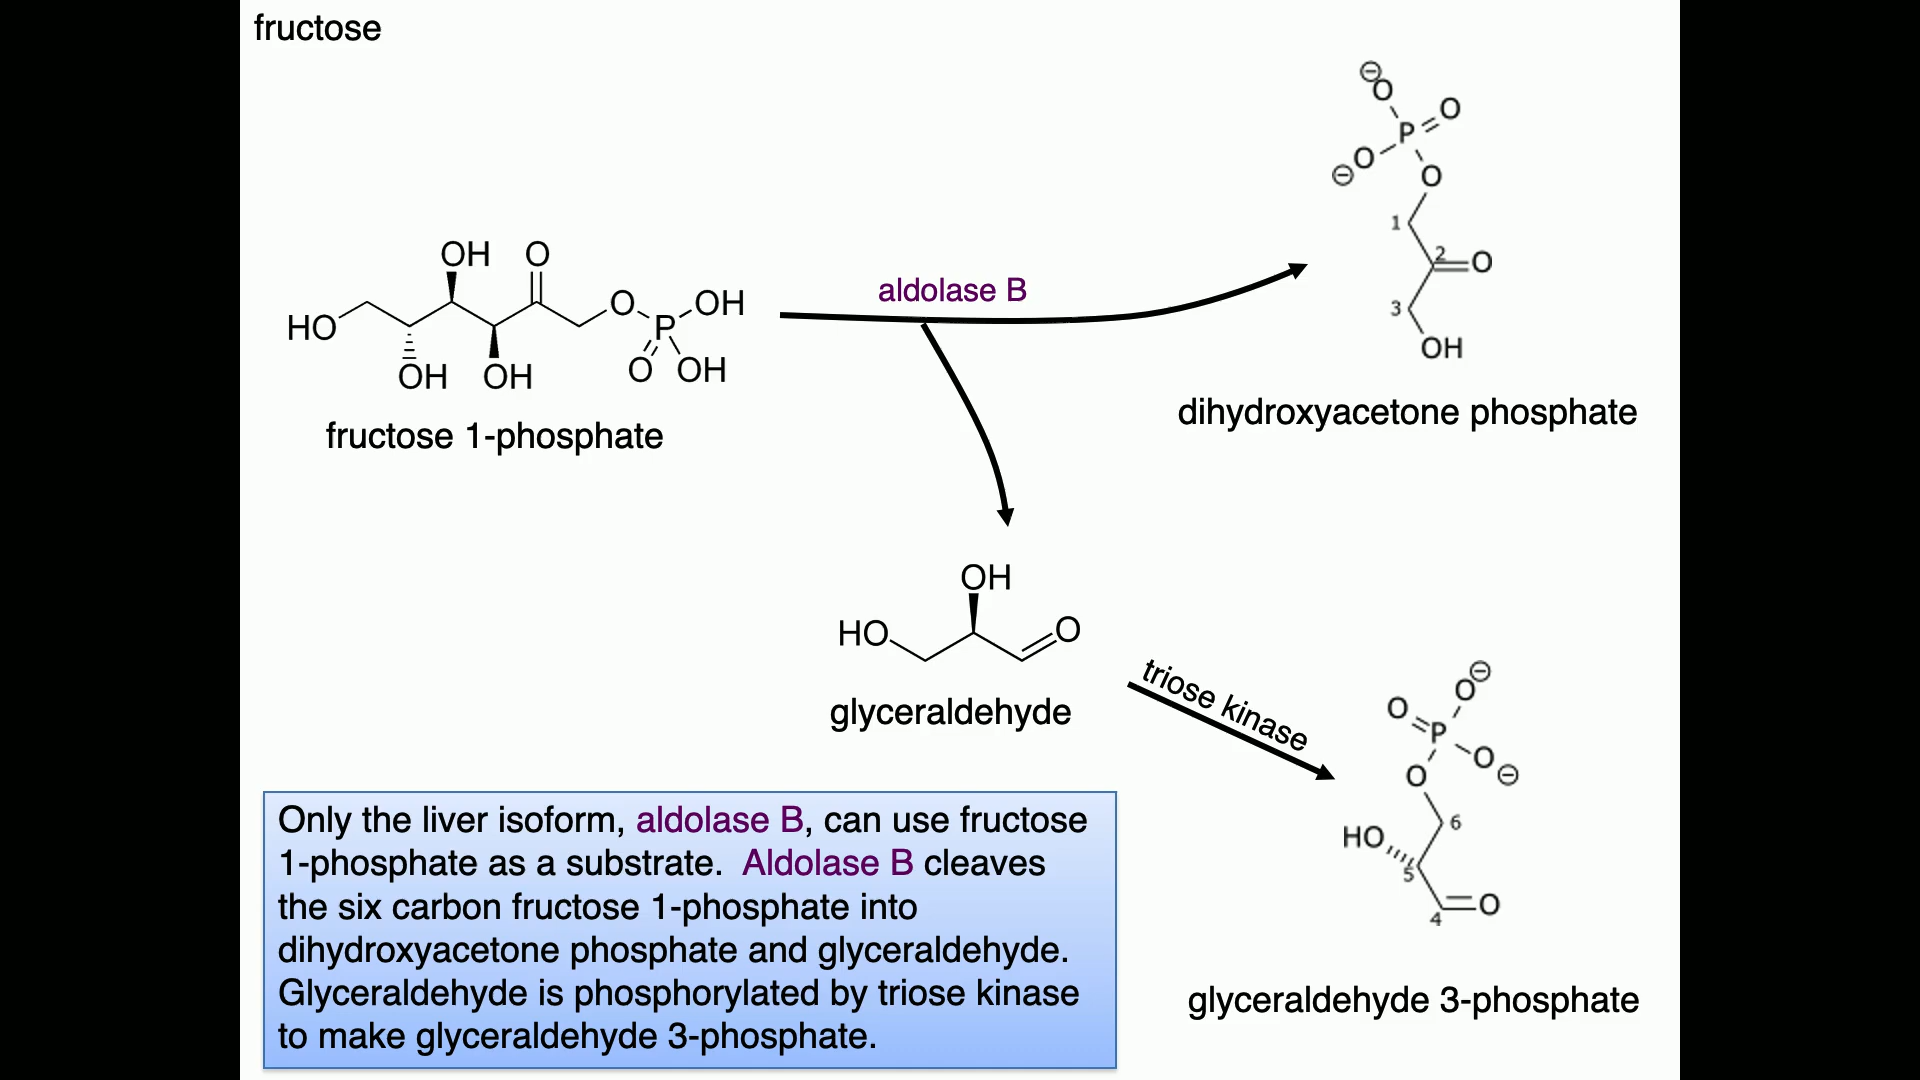 fructose
⊖
O
O
P
O
⊖
O
1
2
O
3
OH
dihydroxyacetone phosphate
OH
O
HO
O
OH
P
OH
OH
O
OH
fructose 1-phosphate
aldolase B
OH
HO
O
glyceraldehyde
triose kinase
⊖
O
O
P
O
⊖
O
6
HO
5
4
O
glyceraldehyde 3-phosphate
Only the liver isoform, aldolase B, can use fructose
1-phosphate as a substrate. Aldolase B cleaves
the six carbon fructose 1-phosphate into
dihydroxyacetone phosphate and glyceraldehyde.
Glyceraldehyde is phosphorylated by triose kinase
to make glyceraldehyde 3-phosphate.